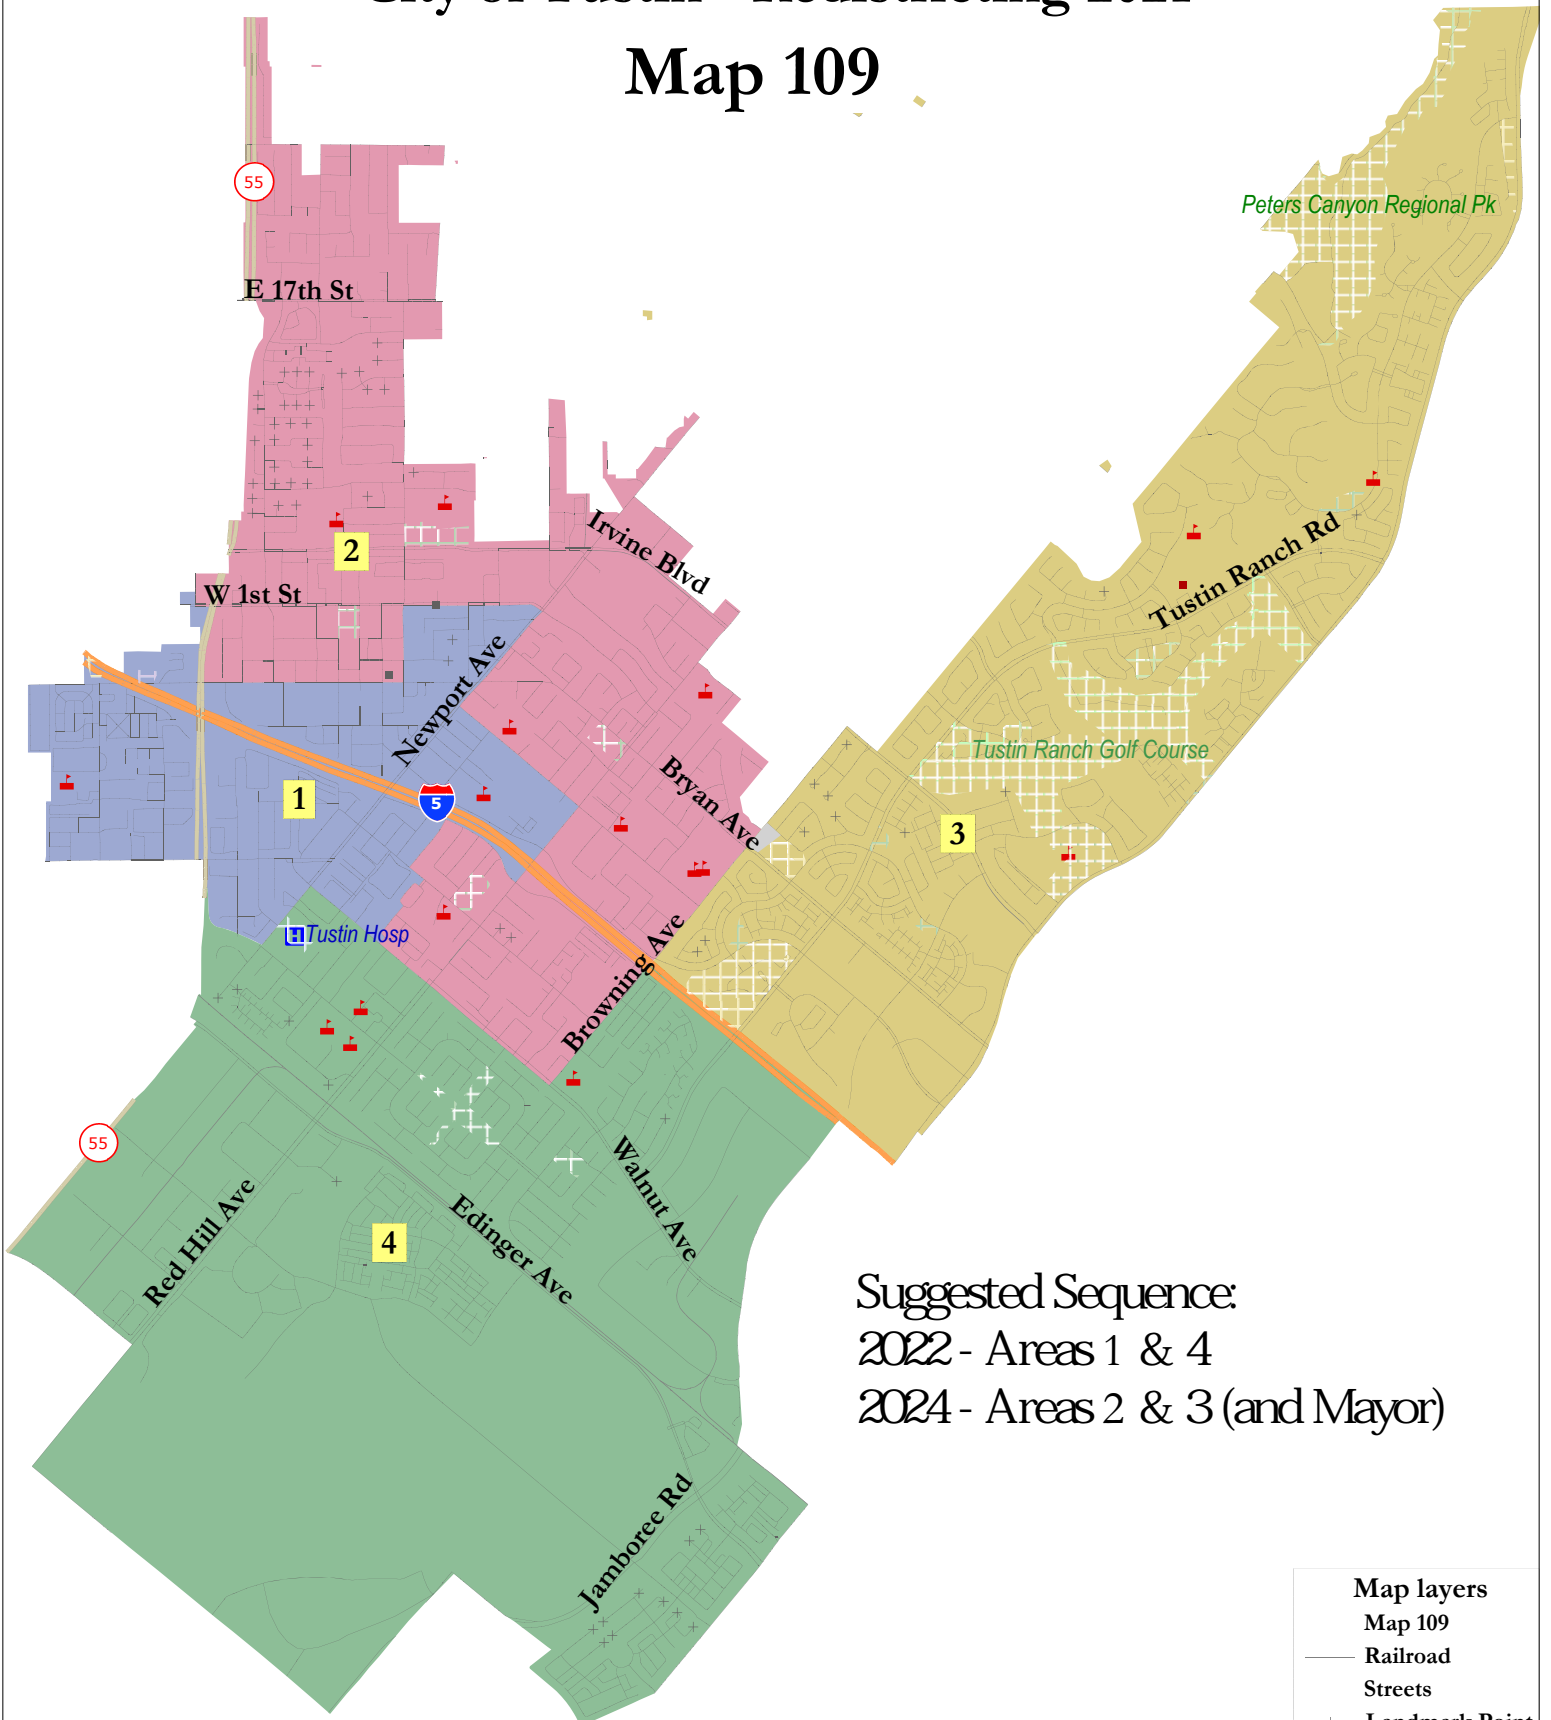 Map 109
55
Peters Canyon Regional Pk
E 17th St
Irvine Blvd
2
W 1st St
Tustin Ranch Rd
Newport Ave
Tustin Ranch Golf Course
Bryan Ave
1
5
3
H Tustin Hosp
Browning Ave
55
Walnut Ave
Red Hill Ave
Edinger Ave
4
Suggested Sequence:
2022 - Areas 1 & 4
2024 - Areas 2 & 3 (and Mayor)
Jamboree Rd
Map layers
Map 109
Railroad
Streets
Landmark Point